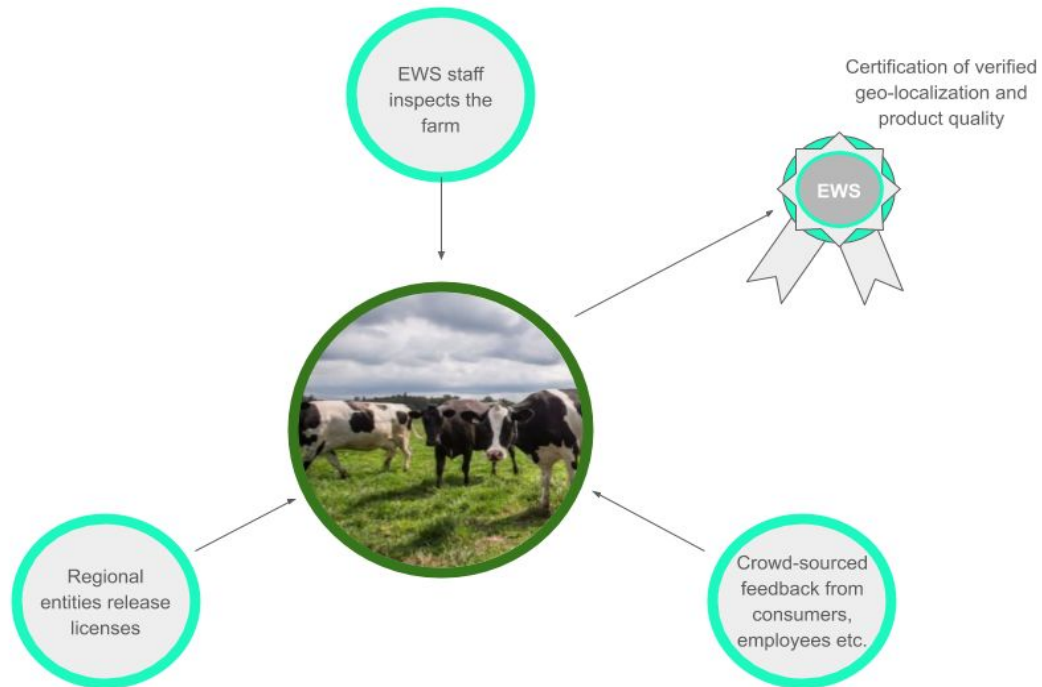 EWS staff
inspects the
farm
Certification of verified
geo-localization and
product quality
EWS
Regional
entities release
licenses
Crowd-sourced
feedback from
consumers,
employees etc.